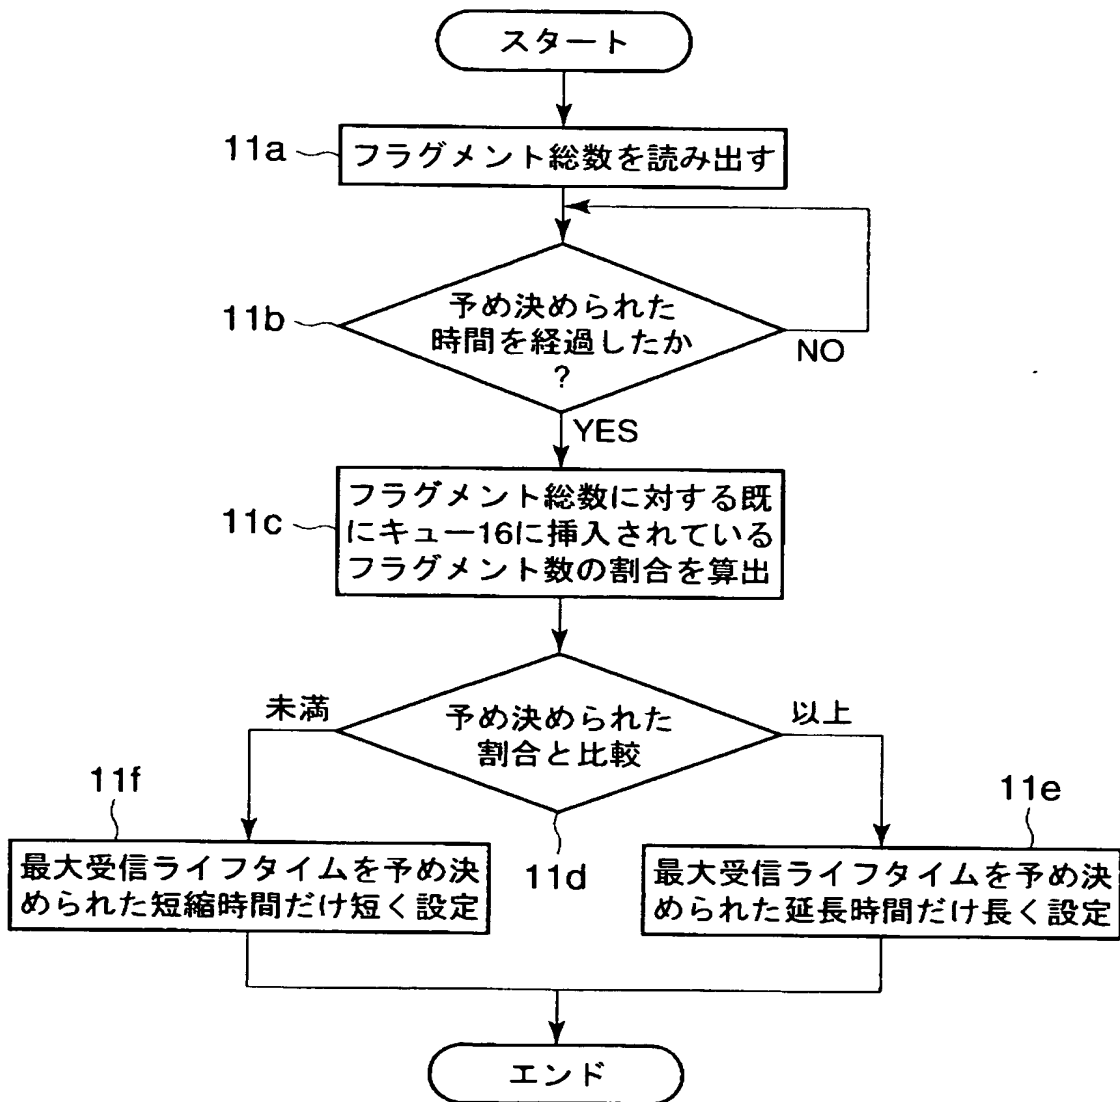 スタート
11a
フラグメント総数を読み出す
11b
予め決められた
時間を経過したか
?
NO
YES
11c
フラグメント総数に対する既
にキュー16に挿入されている
フラグメント数の割合を算出
未満
予め決められた
割合と比較
以上
11f
11e
11d
最大受信ライフタイムを予め決
められた短縮時間だけ短く設定
最大受信ライフタイムを予め決
められた延長時間だけ長く設定
エンド